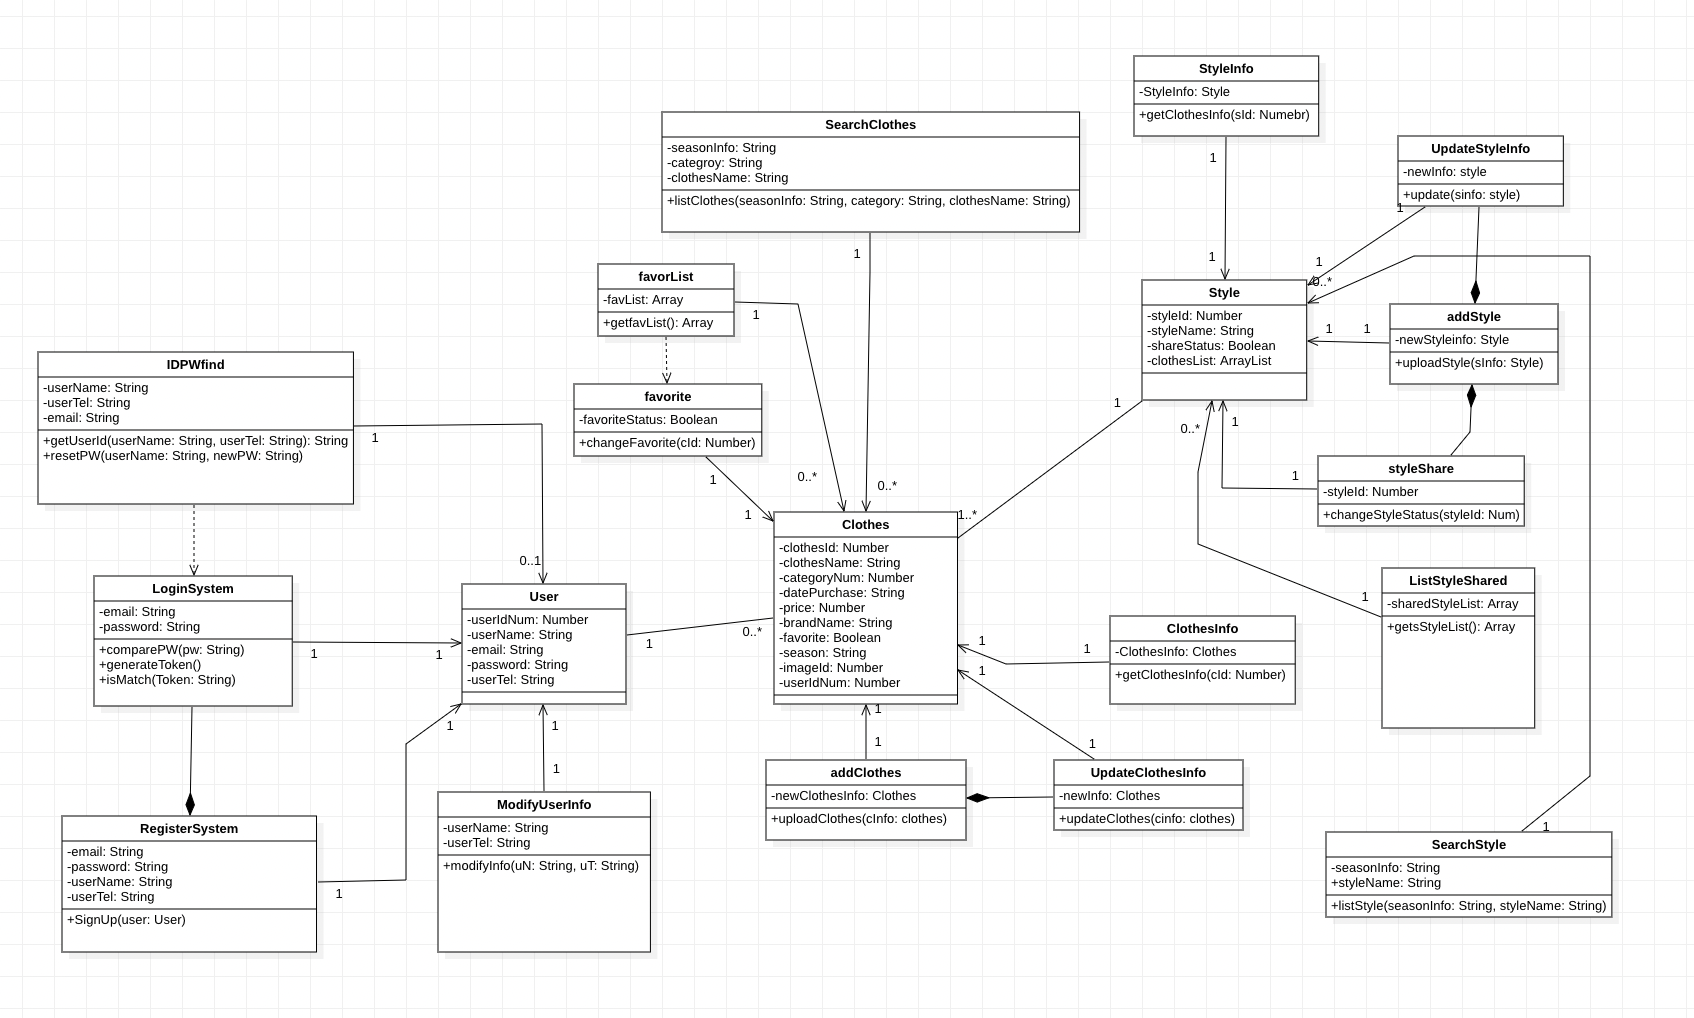 StyleInfo
-StyleInfo: Style
+getClothesInfo(sId: Numebr)
1
1
SearchClothes
-seasonInfo: String
-categroy: String
-clothesName: String
+listClothes(seasonInfo: String, category: String, clothesName: String)
1
0..*
UpdateStyleInfo
-newInfo: style
+update(sinfo: style)
1
1
0..*
favorList
-favList: Array
+getfavList(): Array
1
0..*
Style
-styleId: Number
-styleName: String
-shareStatus: Boolean
-clothesList: ArrayList
1
1..*
addStyle
-newStyleinfo: Style
+uploadStyle(sInfo: Style)
1
1
IDPWfind
-userName: String
-userTel: String
-email: String
+getUserId(userName: String, userTel: String): String
+resetPW(userName: String, newPW: String)
1
0..1
favorite
-favoriteStatus: Boolean
+changeFavorite(cId: Number)
1
1
0..*
1
styleShare
-styleId: Number
+changeStyleStatus(styleId: Num)
1
Clothes
-clothesId: Number
-clothesName: String
-categoryNum: Number
-datePurchase: String
-price: Number
-brandName: String
-favorite: Boolean
-season: String
-imageId: Number
-userIdNum: Number
ListStyleShared
-sharedStyleList: Array
+getsStyleList(): Array
1
LoginSystem
-email: String
-password: String
+comparePW(pw: String)
+generateToken()
+isMatch(Token: String)
1
1
User
-userIdNum: Number
-userName: String
-email: String
-password: String
-userTel: String
1
0..*
ClothesInfo
-ClothesInfo: Clothes
+getClothesInfo(cId: Number)
1
1
1
1
1
1
1
1
1
1
addClothes
-newClothesInfo: Clothes
+uploadClothes(cInfo: clothes)
UpdateClothesInfo
-newInfo: Clothes
+updateClothes(cinfo: clothes)
ModifyUserInfo
-userName: String
-userTel: String
+modifyInfo(uN: String, uT: String)
RegisterSystem
-email: String
-password: String
-userName: String
-userTel: String
+SignUp(user: User)
1
SearchStyle
-seasonInfo: String
+styleName: String
+listStyle(seasonInfo: String, styleName: String)